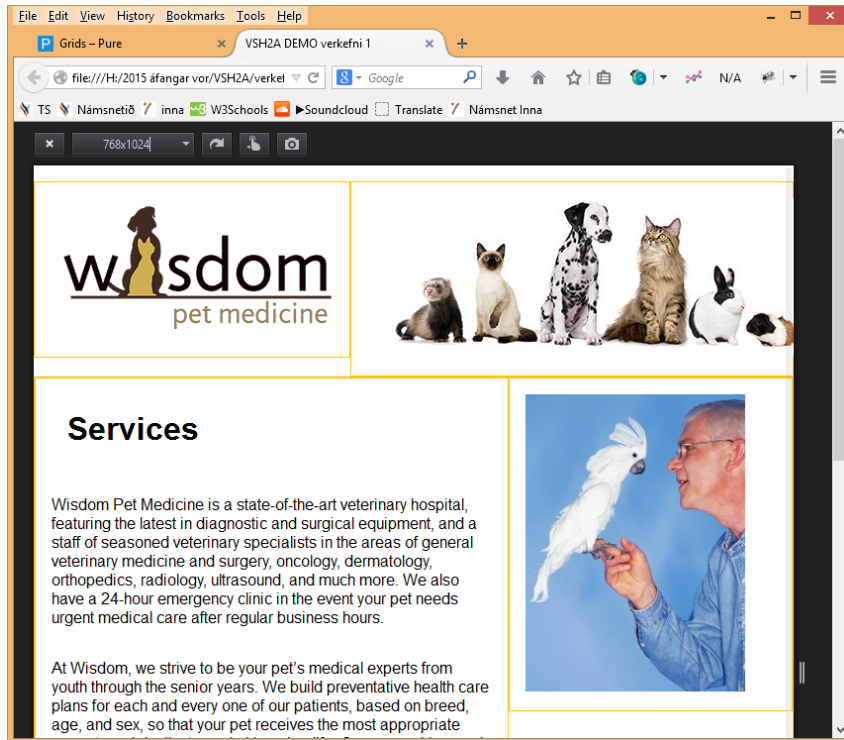 File Edit View History Bookmarks Tools Help
Grids – Pure
VSH2A DEMO verkefni 1
file:///H:/2015 áfangar vor/VSH2A/verkef
Google
N/A
TS Námsnetið inna W3Schools ►Soundcloud Translate Námsnet Inna
768x1024
wisdom
pet medicine
Services
Wisdom Pet Medicine is a state-of-the-art veterinary hospital,
featuring the latest in diagnostic and surgical equipment, and a
staff of seasoned veterinary specialists in the areas of general
veterinary medicine and surgery, oncology, dermatology,
orthopedics, radiology, ultrasound, and much more. We also
have a 24-hour emergency clinic in the event your pet needs
urgent medical care after regular business hours.
At Wisdom, we strive to be your pet’s medical experts from
youth through the senior years. We build preventative health care
plans for each and every one of our patients, based on breed,
age, and sex, so that your pet receives the most appropriate